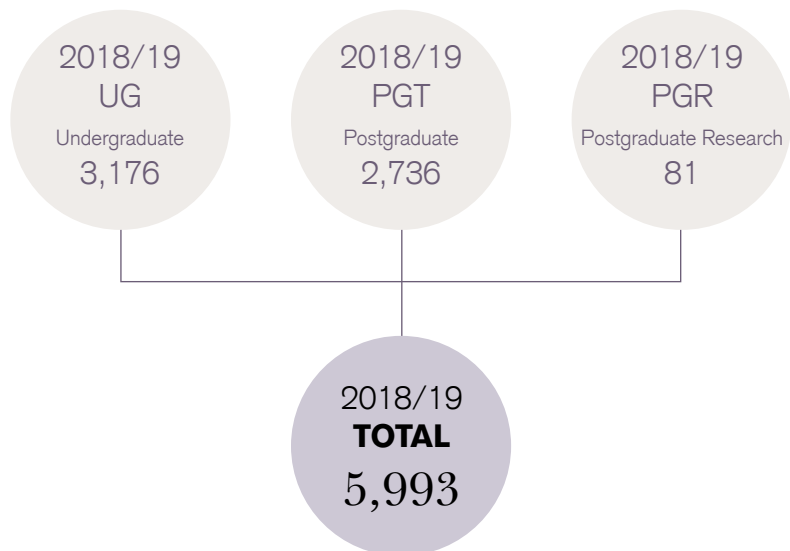 2018/19
UG
Undergraduate
3,176
2018/19
PGT
Postgraduate
2,736
2018/19
PGR
Postgraduate Research
81
2018/19
TOTAL
5,993